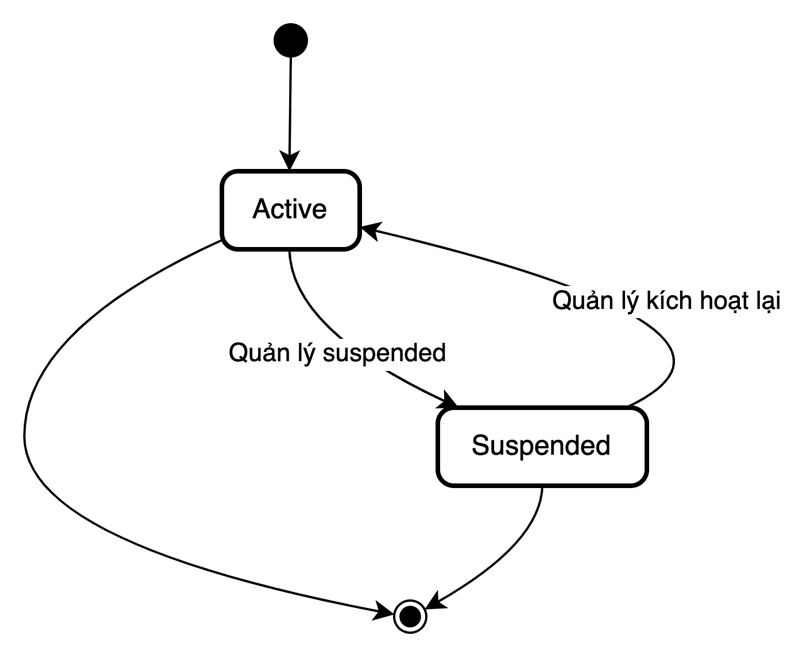 Active
Quản lý kích hoạt lại
Quản lý suspended
Suspended